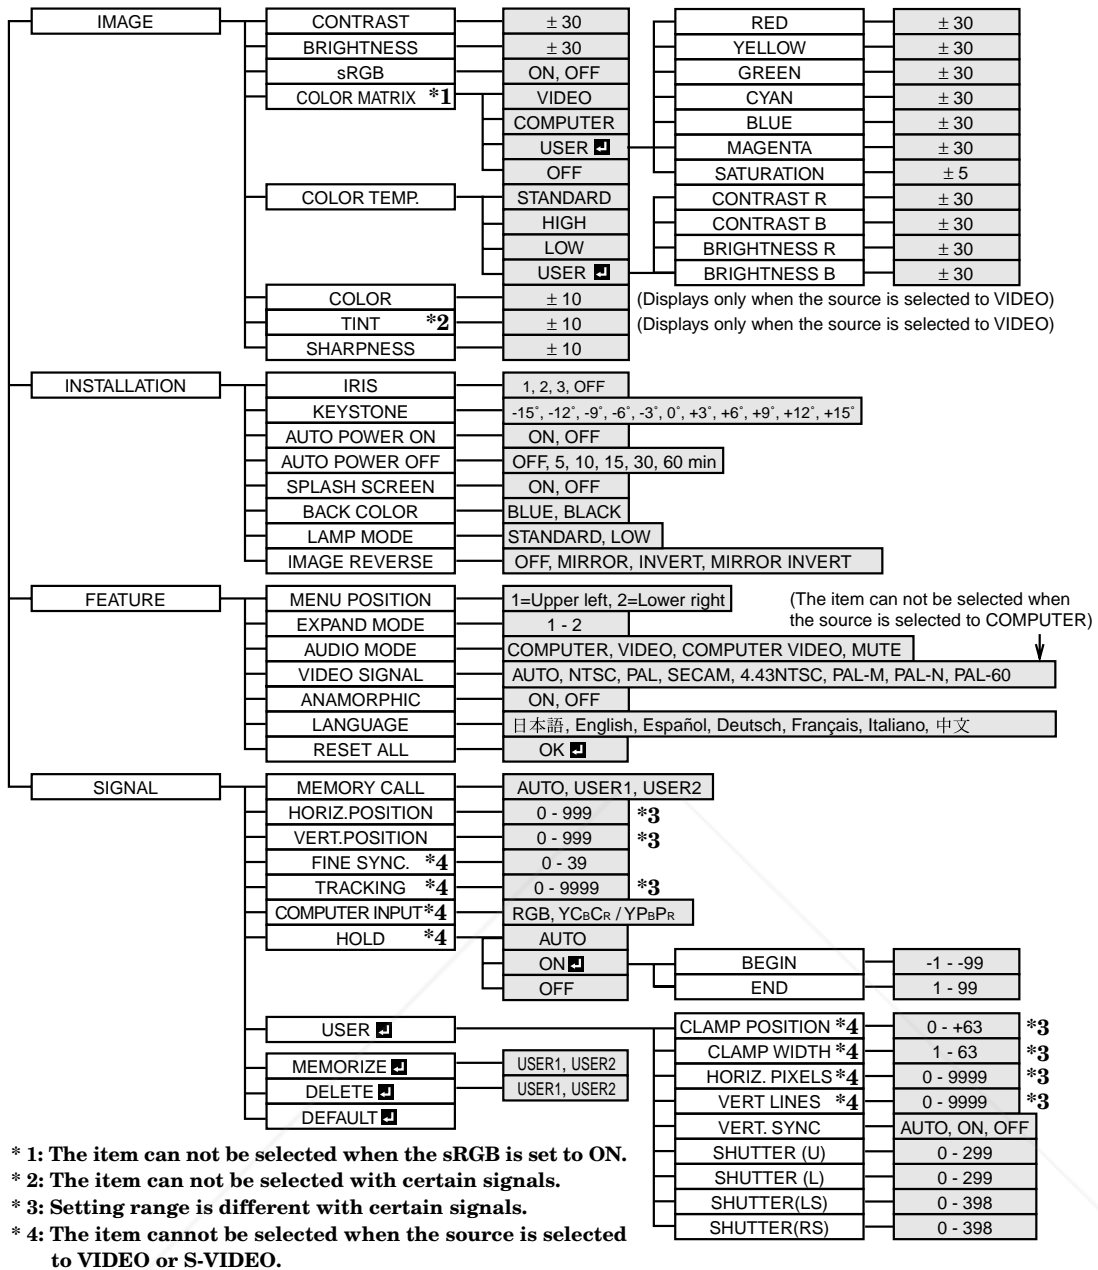 IMAGE CONTRAST ± 30 RED ± 30
BRIGHTNESS ± 30 YELLOW ± 30
sRGB ON, OFF GREEN ± 30
COLOR MATRIX *1 VIDEO CYAN ± 30
COMPUTER BLUE ± 30
USER MAGENTA ± 30
OFF SATURATION ± 5
COLOR TEMP. STANDARD CONTRAST R ± 30
HIGH CONTRAST B ± 30
LOW BRIGHTNESS R ± 30
USER BRIGHTNESS B ± 30
COLOR ± 10 (Displays only when the source is selected to VIDEO)
TINT *2 ± 10 (Displays only when the source is selected to VIDEO)
SHARPNESS ± 10
INSTALLATION IRIS 1, 2, 3, OFF
KEYSTONE -15°, -12°, -9°, -6°, -3°, 0°, +3°, +6°, +9°, +12°, +15°
AUTO POWER ON ON, OFF
AUTO POWER OFF OFF, 5, 10, 15, 30, 60 min
SPLASH SCREEN ON, OFF
BACK COLOR BLUE, BLACK
LAMP MODE STANDARD, LOW
IMAGE REVERSE OFF, MIRROR, INVERT, MIRROR INVERT
FEATURE MENU POSITION 1=Upper left, 2=Lower right (The item can not be selected when
EXPAND MODE 1 - 2 the source is selected to COMPUTER)
AUDIO MODE COMPUTER, VIDEO, COMPUTER VIDEO, MUTE
VIDEO SIGNAL AUTO, NTSC, PAL, SECAM, 4.43NTSC, PAL-M, PAL-N, PAL-60
ANAMORPHIC ON, OFF
LANGUAGE 日本語, English, Español, Deutsch, Français, Italiano, 中文
RESET ALL OK
SIGNAL MEMORY CALL AUTO, USER1, USER2
HORIZ.POSITION 0 - 999 *3
VERT.POSITION 0 - 999 *3
FINE SYNC. *4 0 - 39
TRACKING *4 0 - 9999 *3
COMPUTER INPUT *4 RGB, YCBCR / YPBPR
HOLD *4 AUTO
ON BEGIN -1 - -99
OFF END 1 - 99
USER CLAMP POSITION *4 0 - +63 *3
MEMORIZE USER1, USER2 CLAMP WIDTH *4 1 - 63 *3
DELETE USER1, USER2 HORIZ. PIXELS *4 0 - 9999 *3
DEFAULT VERT LINES *4 0 - 9999 *3
VERT. SYNC AUTO, ON, OFF
SHUTTER (U) 0 - 299
SHUTTER (L) 0 - 299
SHUTTER(LS) 0 - 398
SHUTTER(RS) 0 - 398
* 1: The item can not be selected when the sRGB is set to ON.
* 2: The item can not be selected with certain signals.
* 3: Setting range is different with certain signals.
* 4: The item cannot be selected when the source is selected
to VIDEO or S-VIDEO.